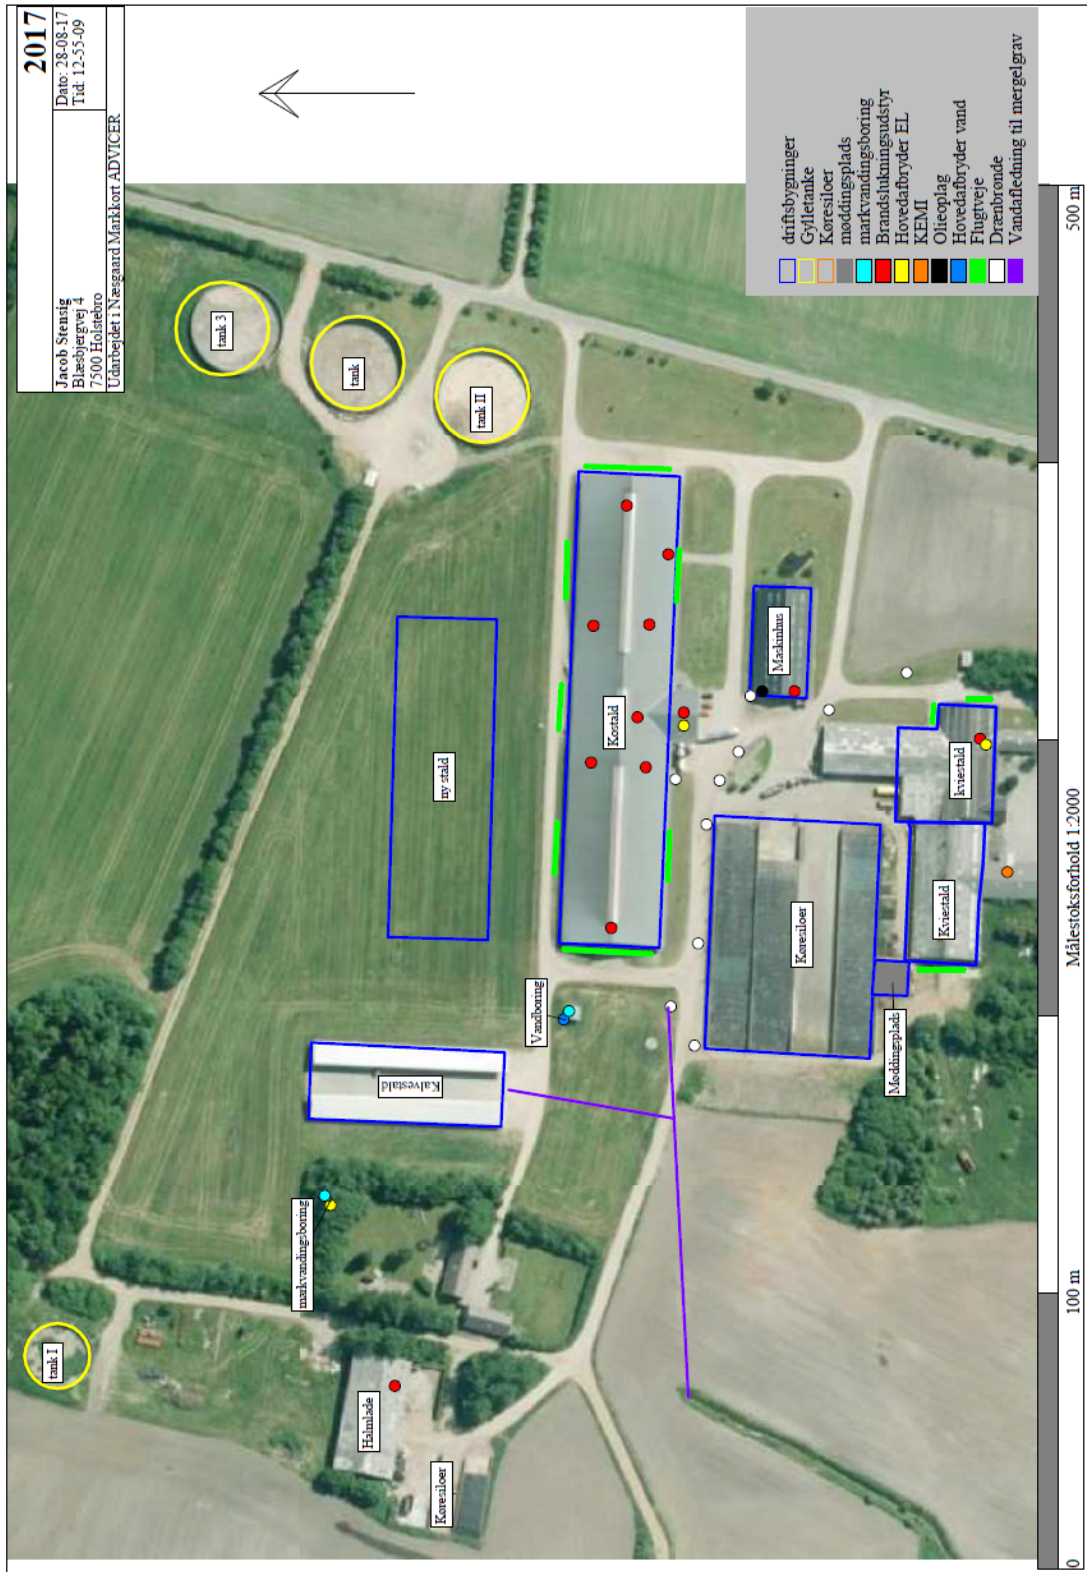 2017
Jacob Stensig
Blæsbjergvej 4
7500 Holstebro
Dato: 28-08-17
Tid: 12-55-09
Udarbejdet i Næsgaard Markkort ADVICER
driftsbygninger
Gylletanke
Køresiloer
møddingsplads
markvandingsboring
Brandslukningsudstyr
Hovedafbryder EL
KEMI
Olieoplag
Hovedafbryder vand
Flugtveje
Drænbrønde
Vandafledning til mergelgrav
tank 3
tank
tank II
ny stald
Kostald
Maskinhus
kviestald
Kviestald
Køresiloer
Møddingsplads
Vandboring
Kalvestald
markvandingsboring
tank I
Halmlade
Køresiloer
0
100 m
Målestoksforhold 1:2000
500 m